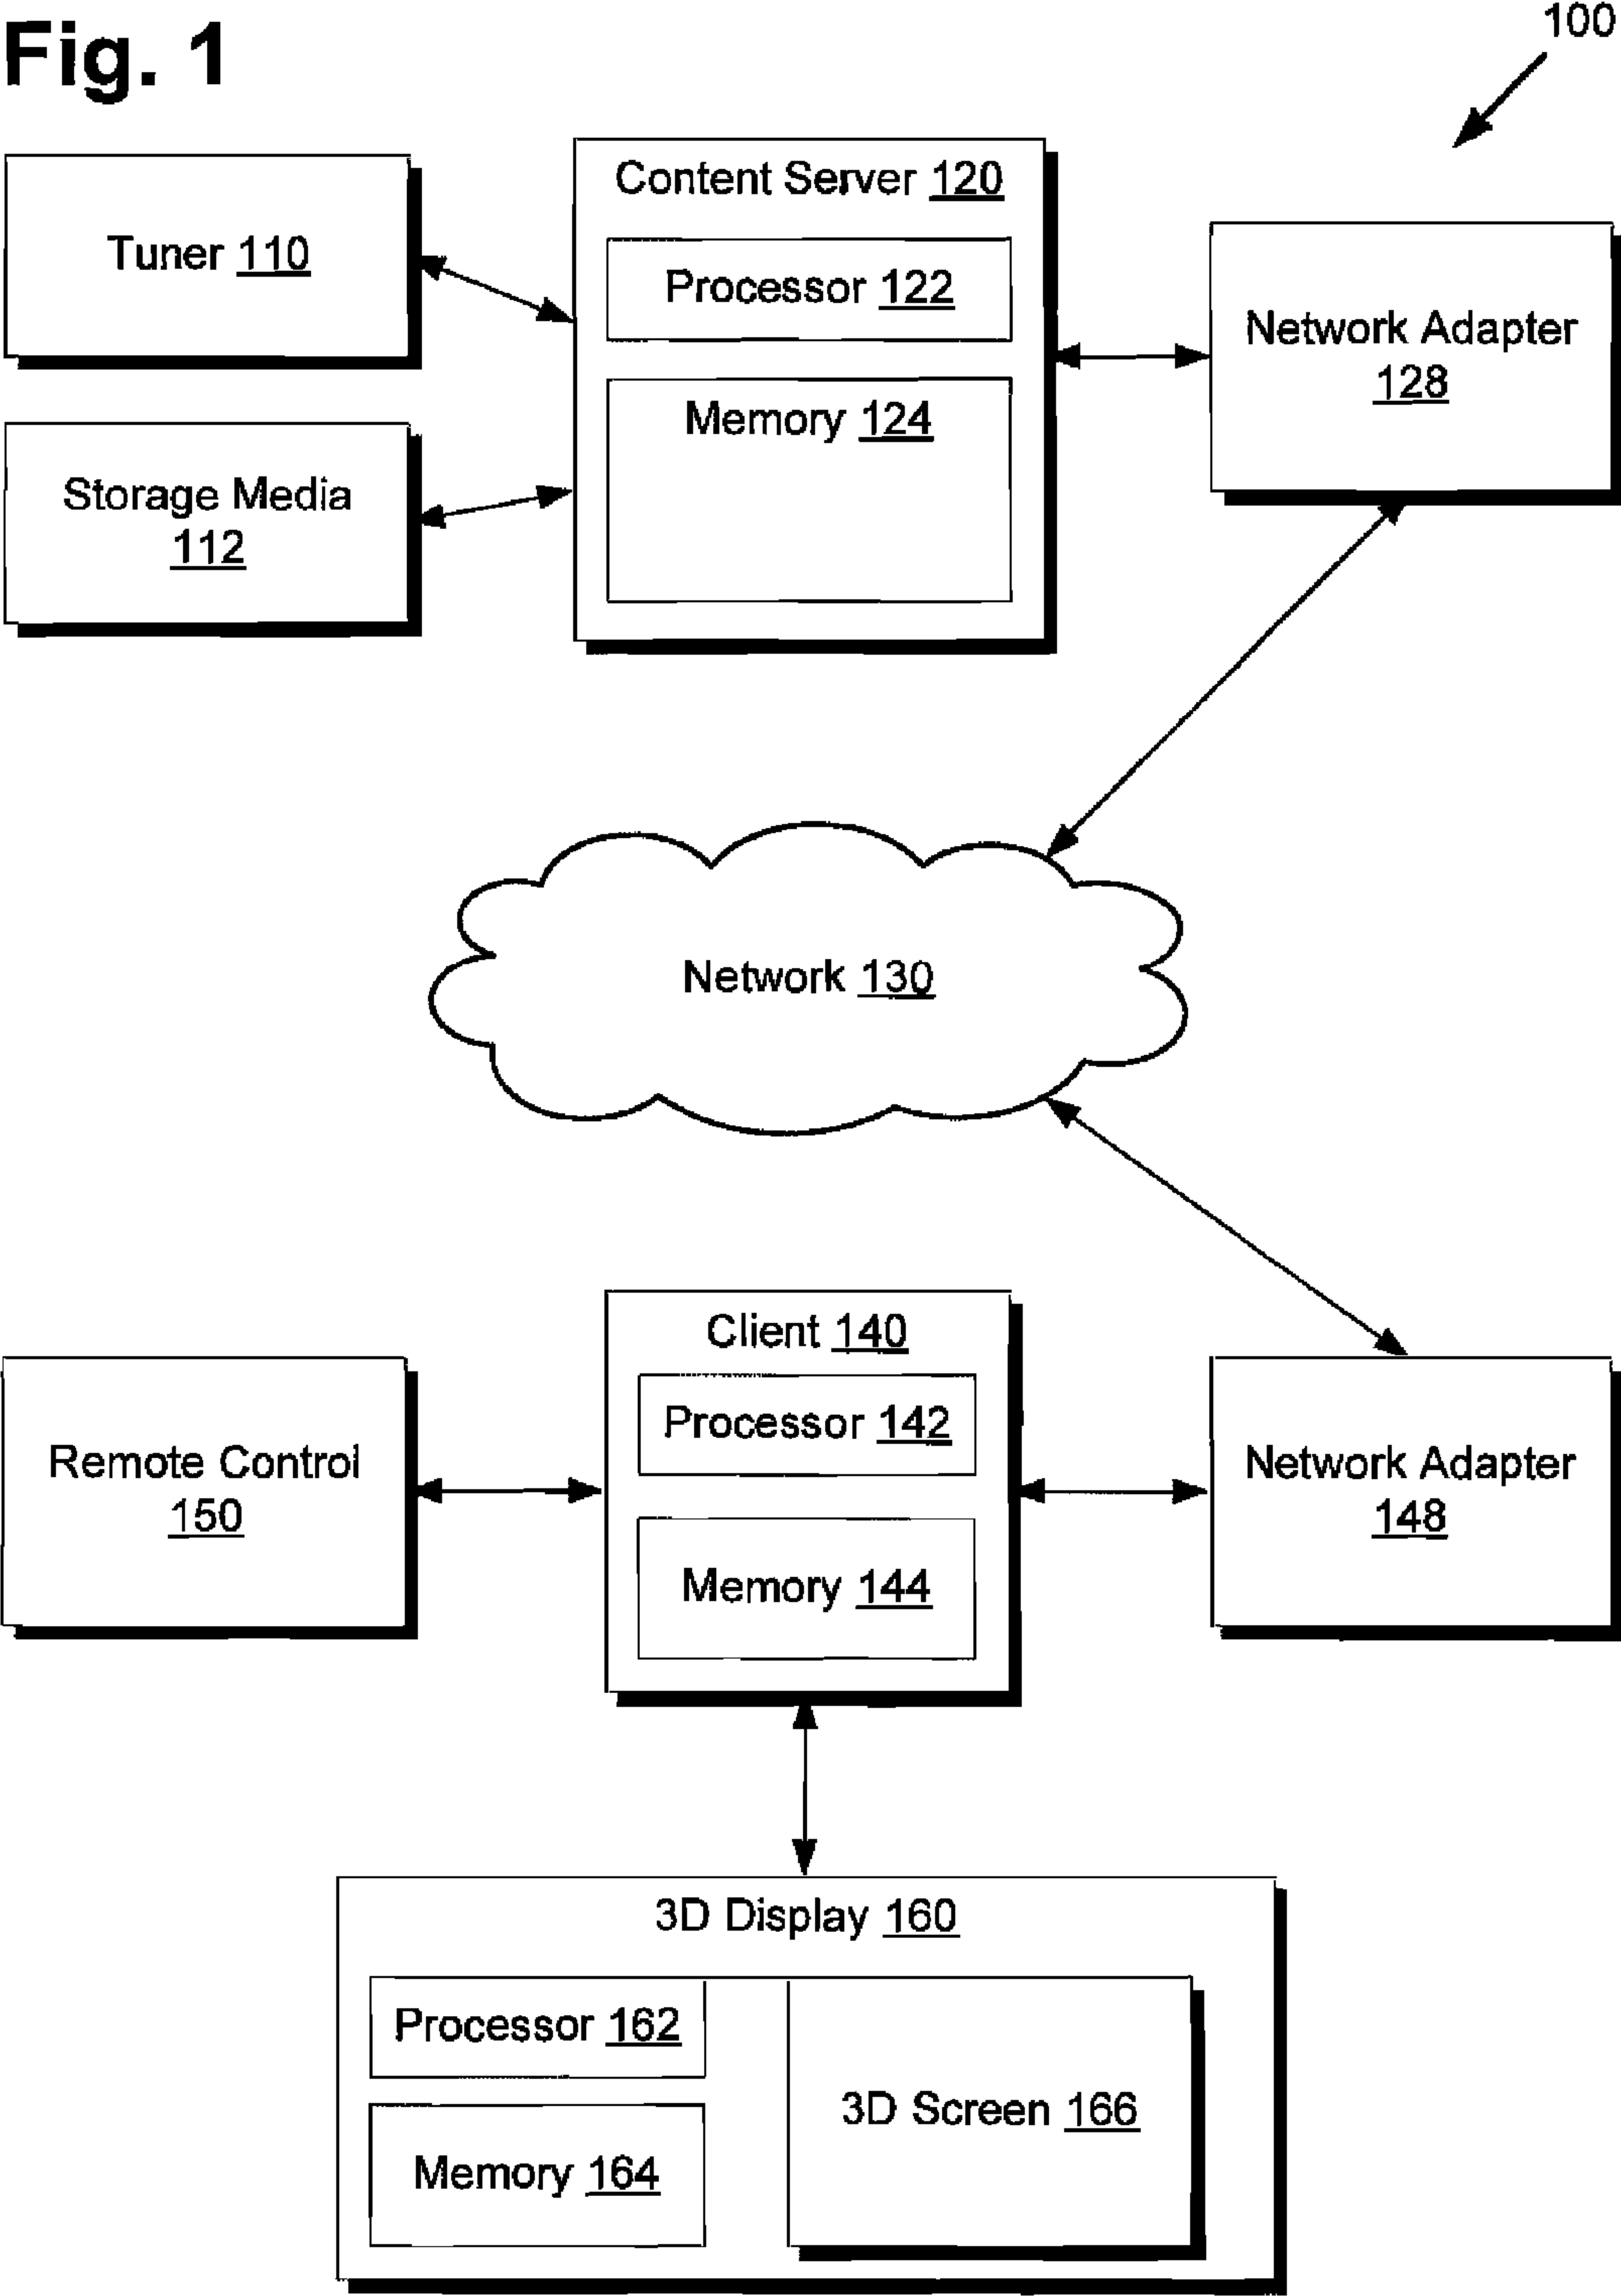 Fig. 1
100
Tuner 110
Storage Media
112
Content Server 120
Processor 122
Memory 124
Network Adapter
128
Network 130
Remote Control
150
Client 140
Processor 142
Memory 144
Network Adapter
148
3D Display 160
Processor 162
Memory 164
3D Screen 166